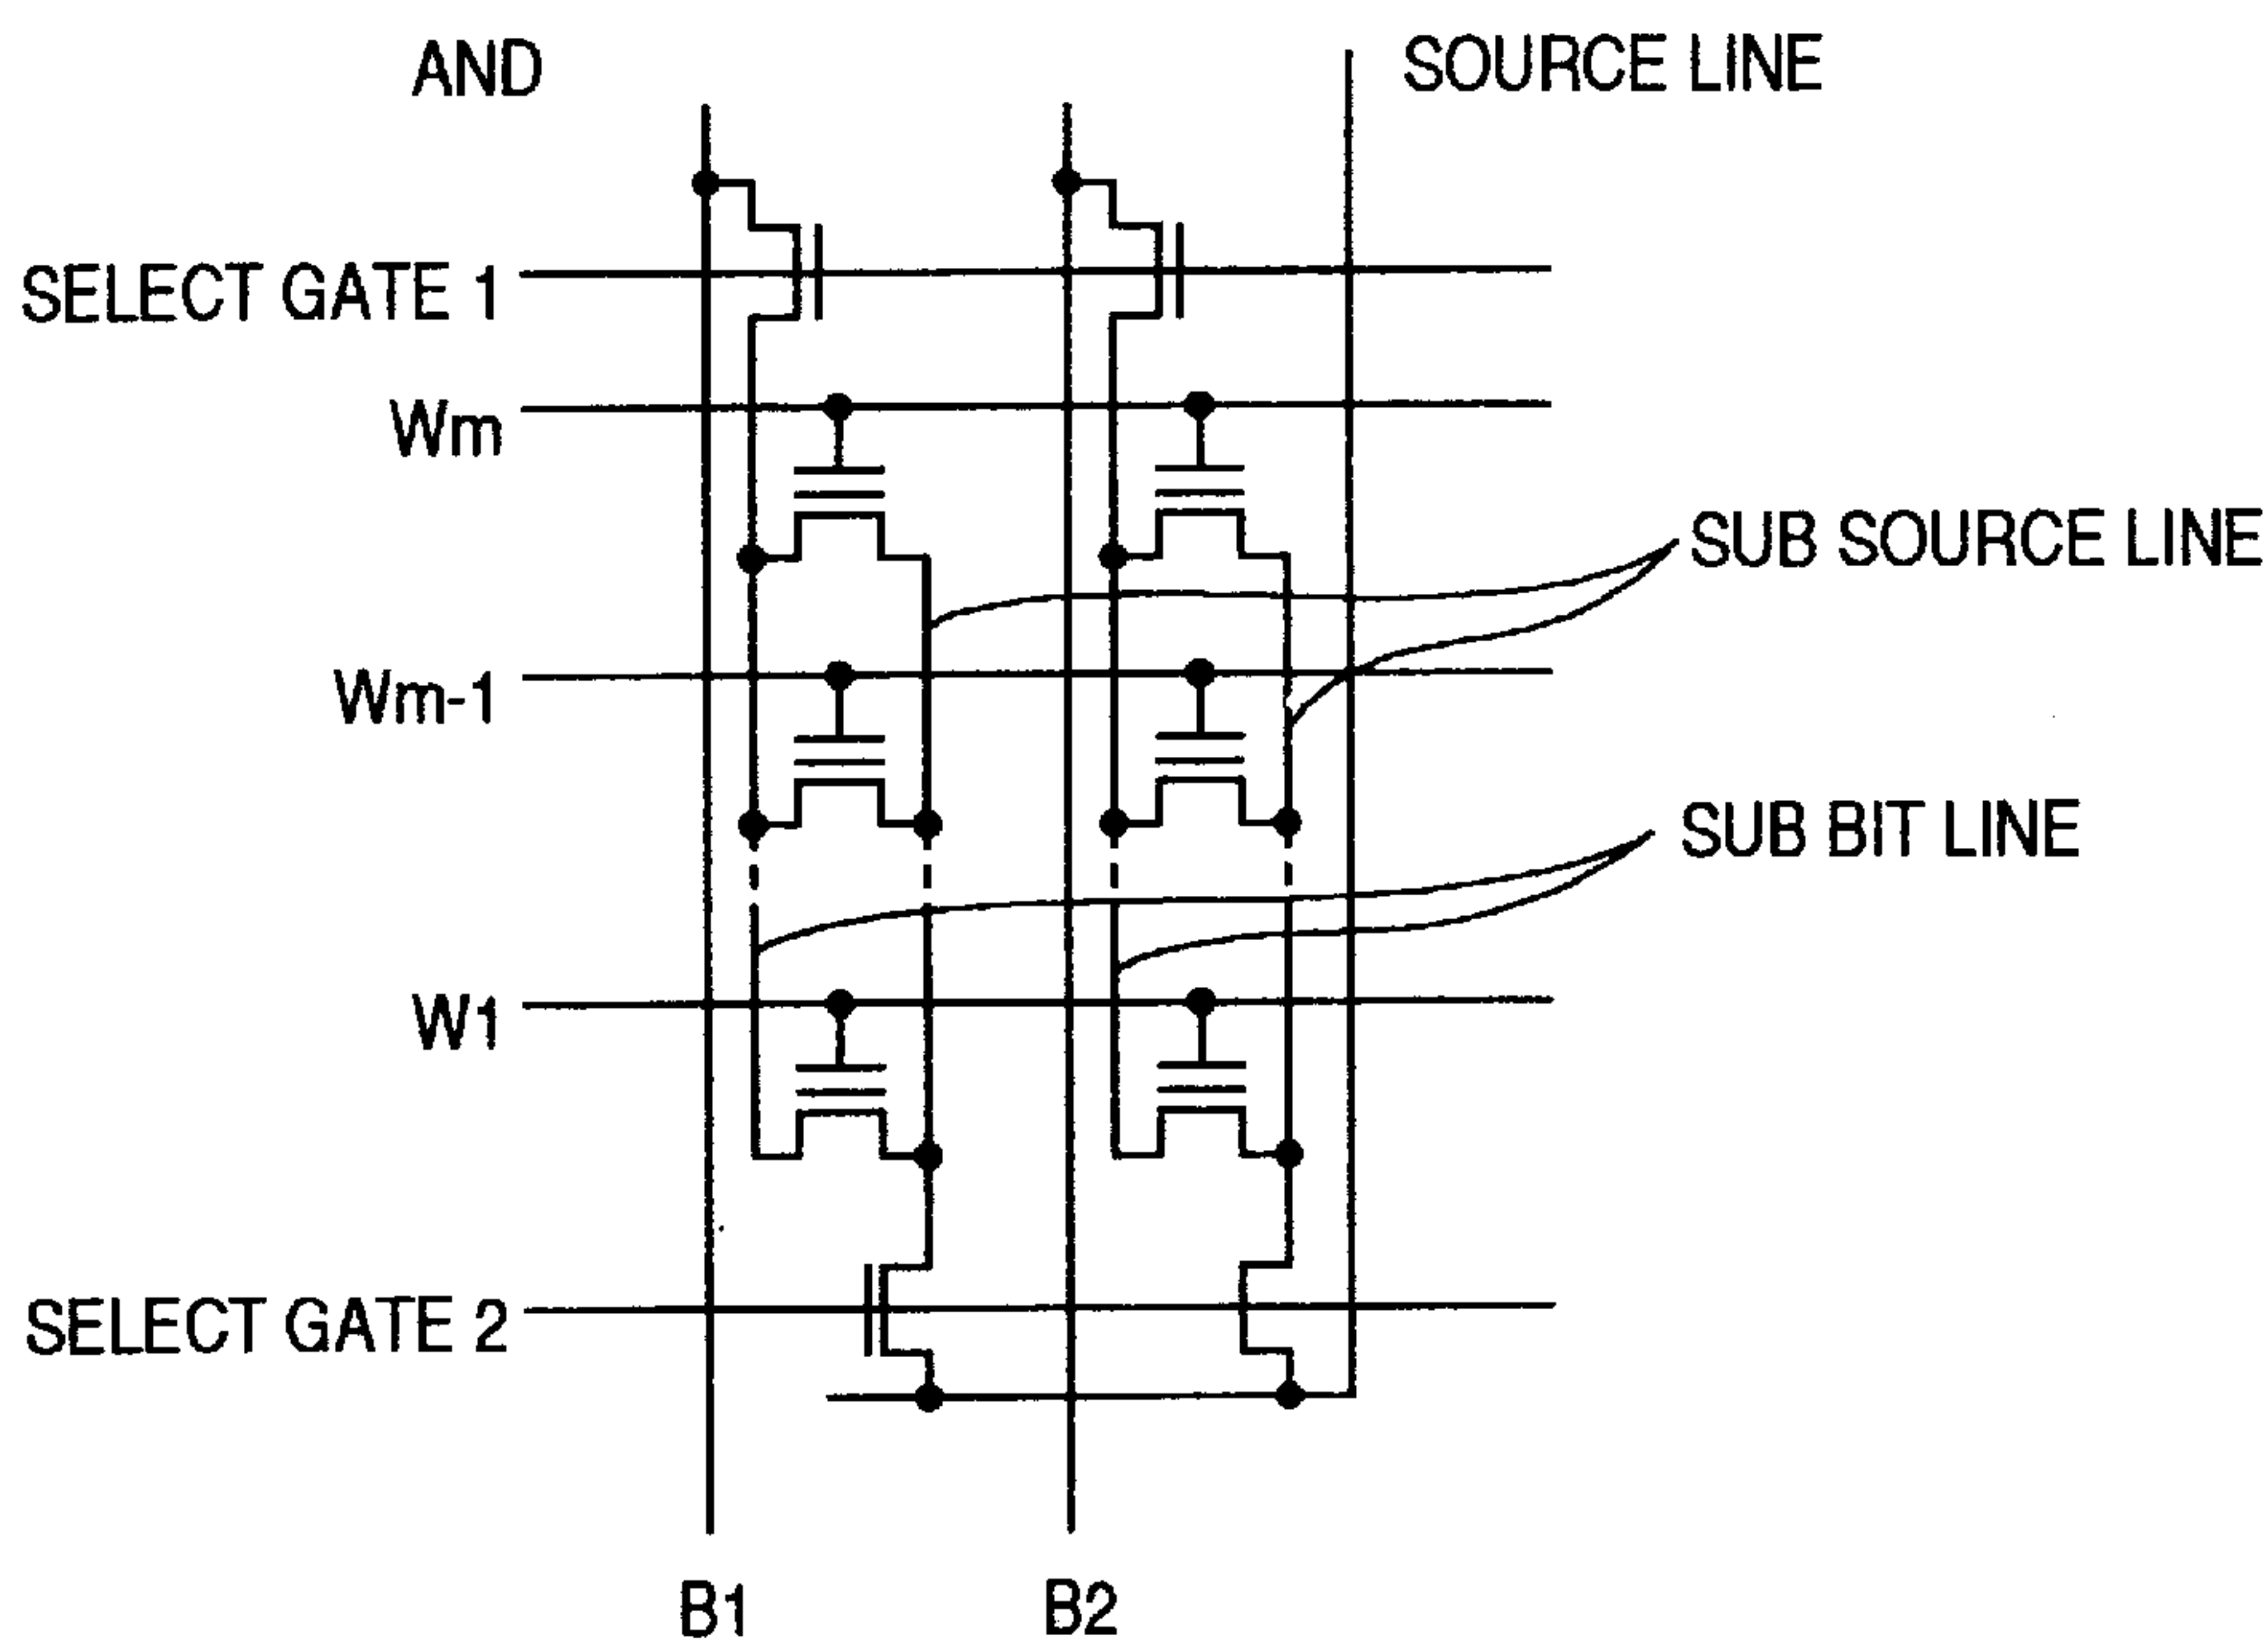 AND
SOURCE LINE
SELECT GATE 1
Wm
SUB SOURCE LINE
Wm-1
SUB BIT LINE
W1
SELECT GATE 2
B1
B2